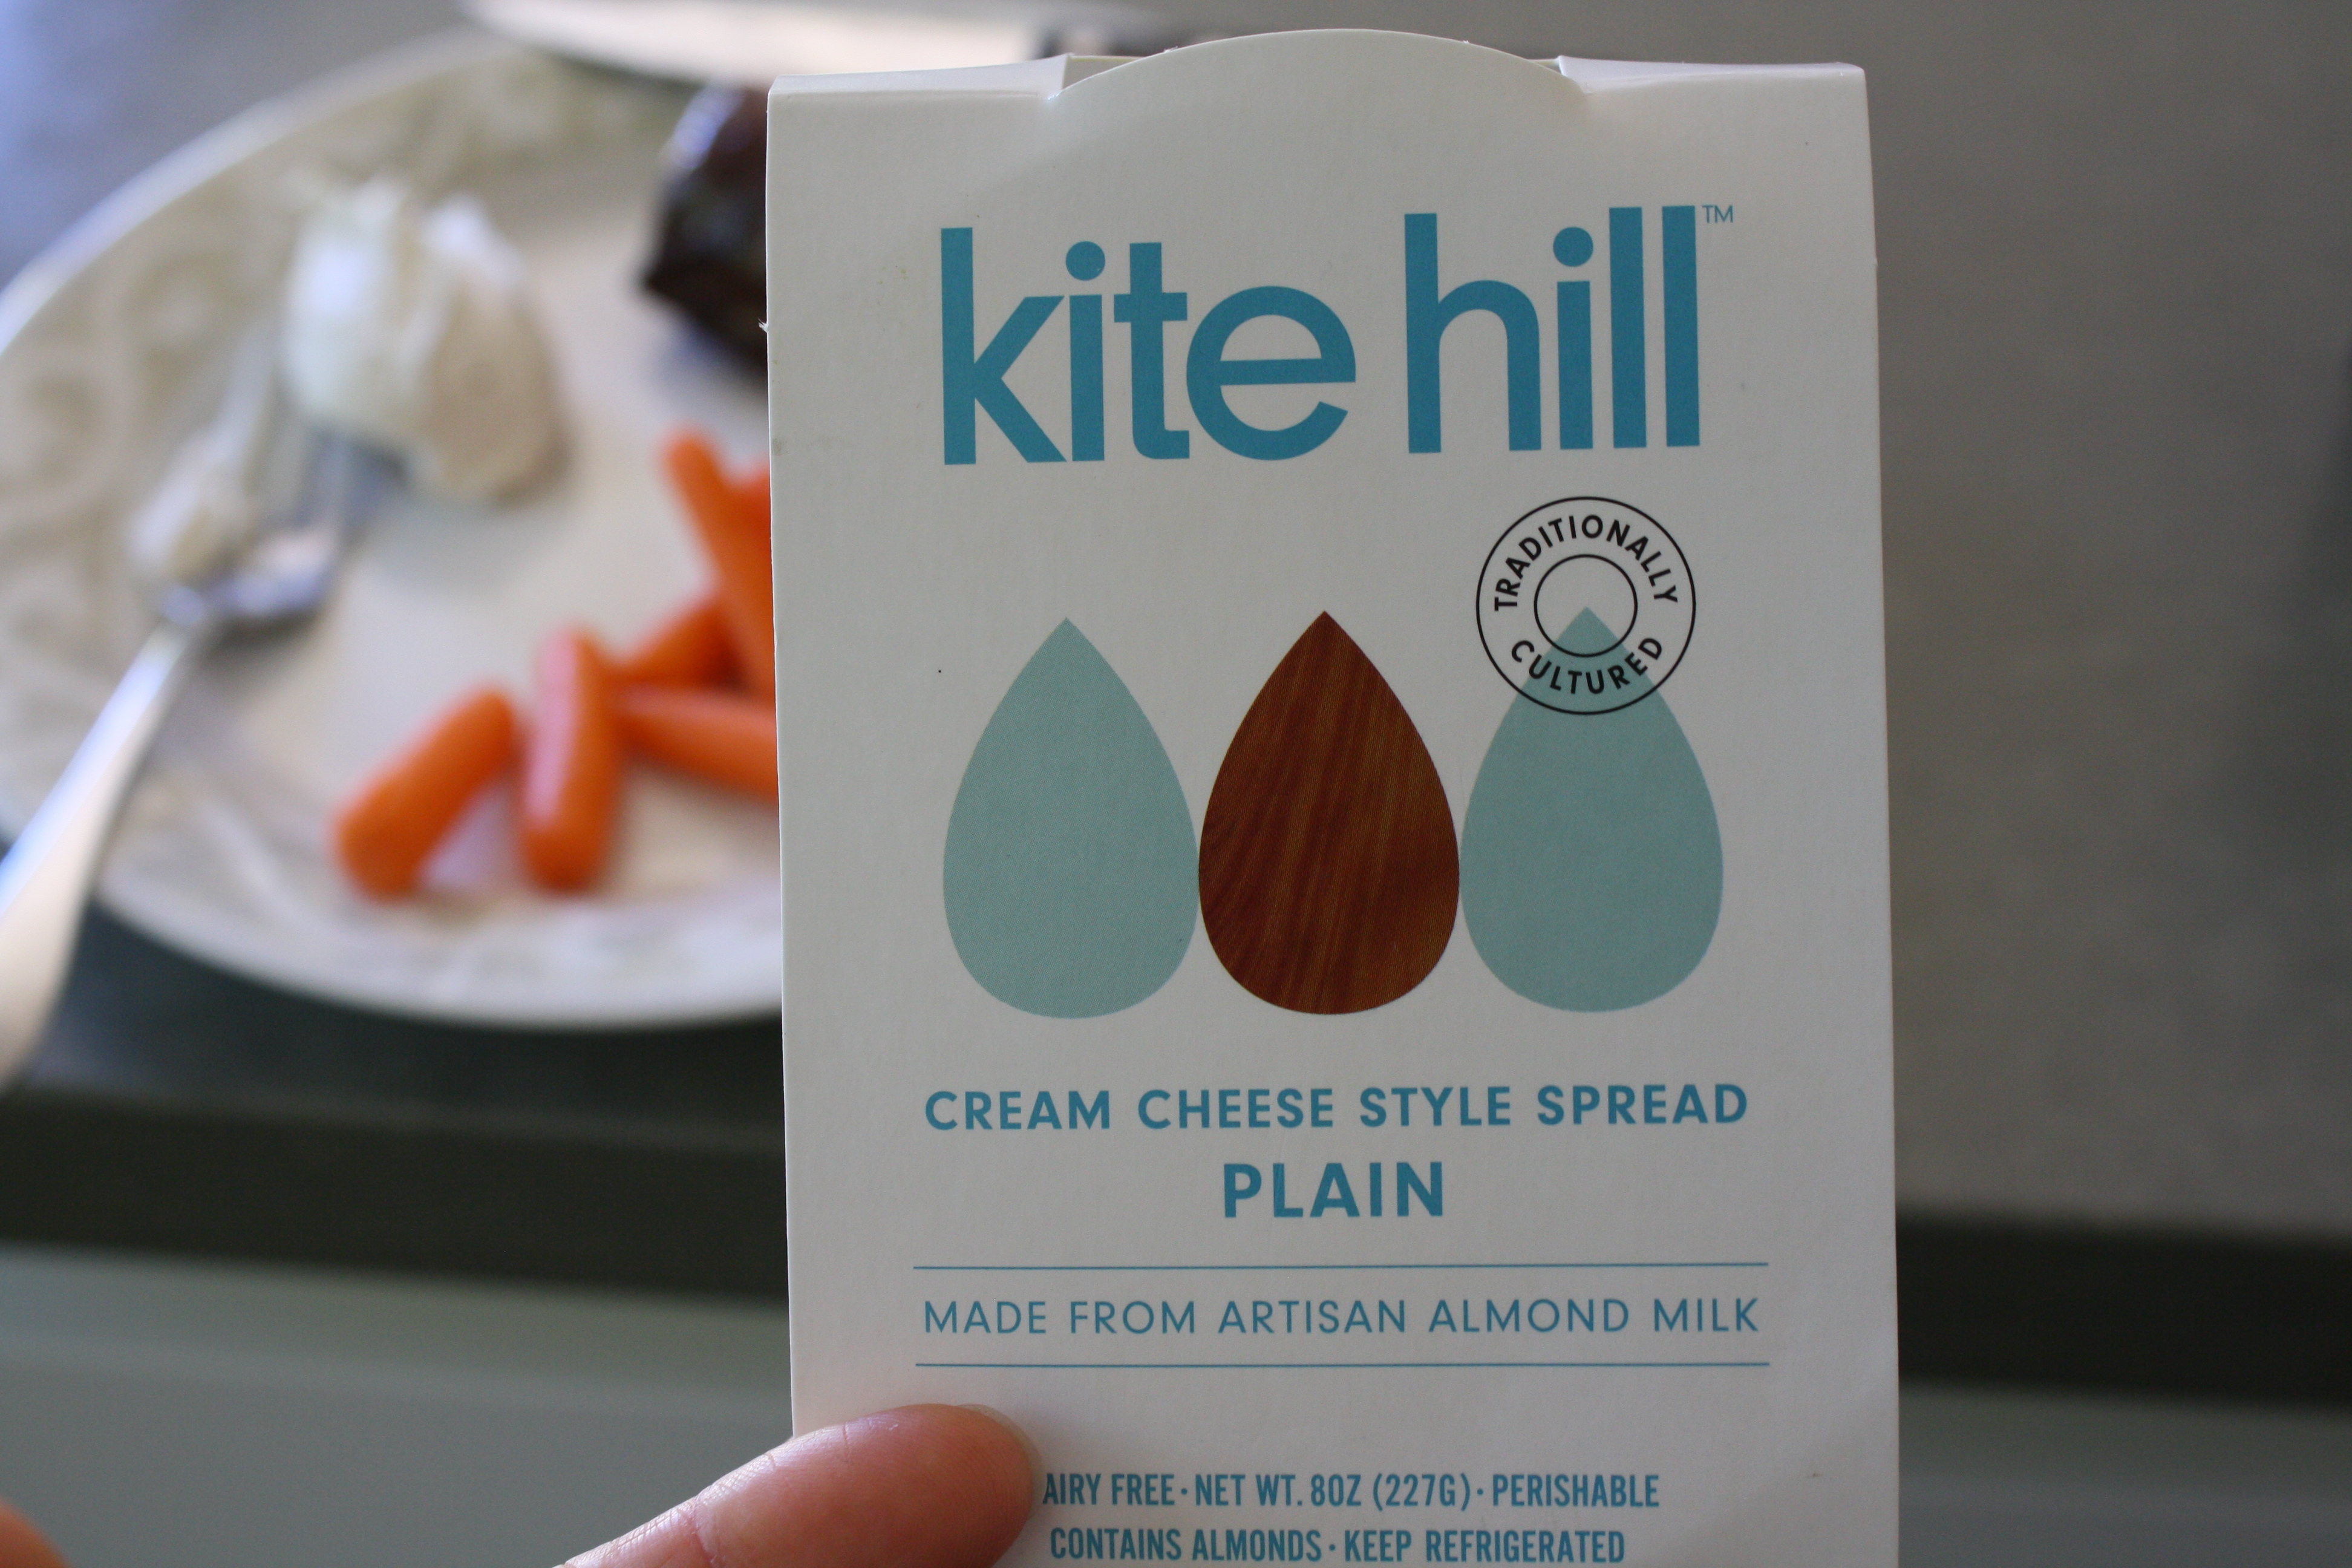 kite hill™
TRADITIONALLY
CULTURED
CREAM CHEESE STYLE SPREAD
PLAIN
MADE FROM ARTISAN ALMOND MILK
AIRY FREE · NET WT. 8OZ (227G) · PERISHABLE
CONTAINS ALMONDS · KEEP REFRIGERATED